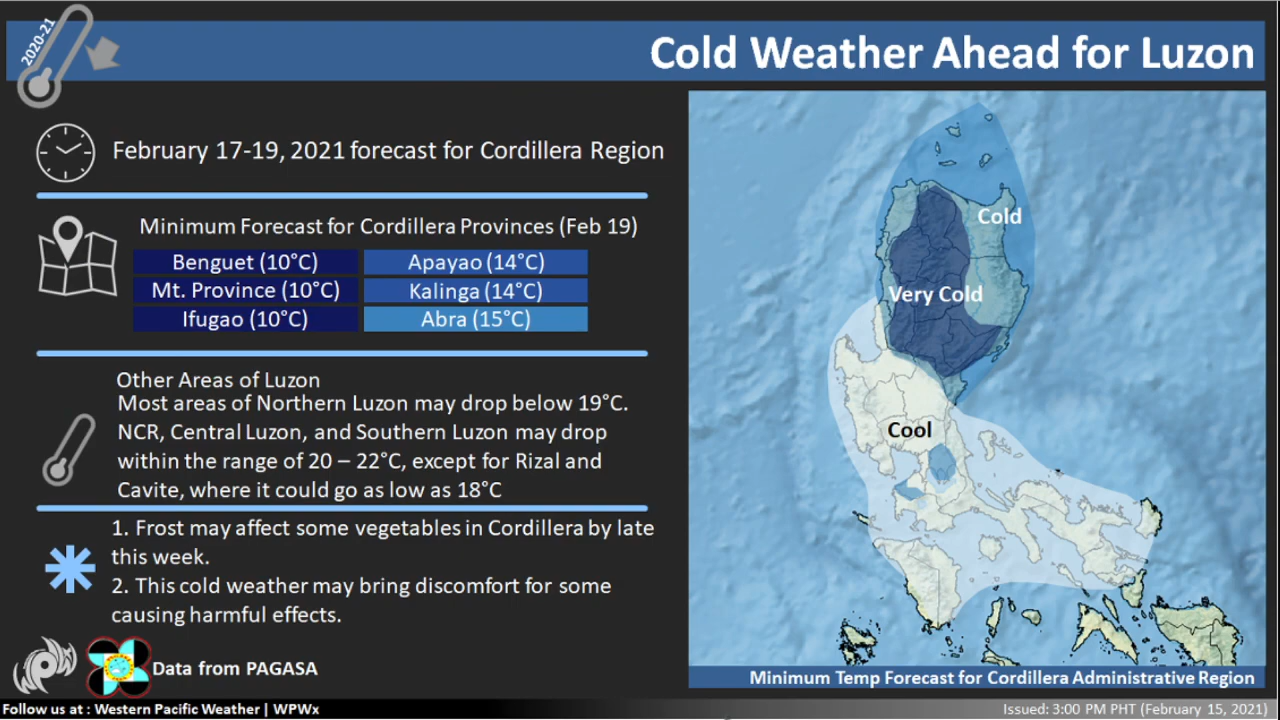 2020-21
Cold Weather Ahead for Luzon
February 17-19, 2021 forecast for Cordillera Region
Minimum Forecast for Cordillera Provinces (Feb 19)
Benguet (10°C)
Apayao (14°C)
Mt. Province (10°C)
Kalinga (14°C)
Ifugao (10°C)
Abra (15°C)
Other Areas of Luzon
Most areas of Northern Luzon may drop below 19°C.
NCR, Central Luzon, and Southern Luzon may drop
within the range of 20 – 22°C, except for Rizal and
Cavite, where it could go as low as 18°C
1. Frost may affect some vegetables in Cordillera by late
this week.
2. This cold weather may bring discomfort for some
causing harmful effects.
Data from PAGASA
Cold
Very Cold
Cool
Minimum Temp Forecast for Cordillera Administrative Region
Follow us at : Western Pacific Weather | WPWx
Issued: 3:00 PM PHT (February 15, 2021)